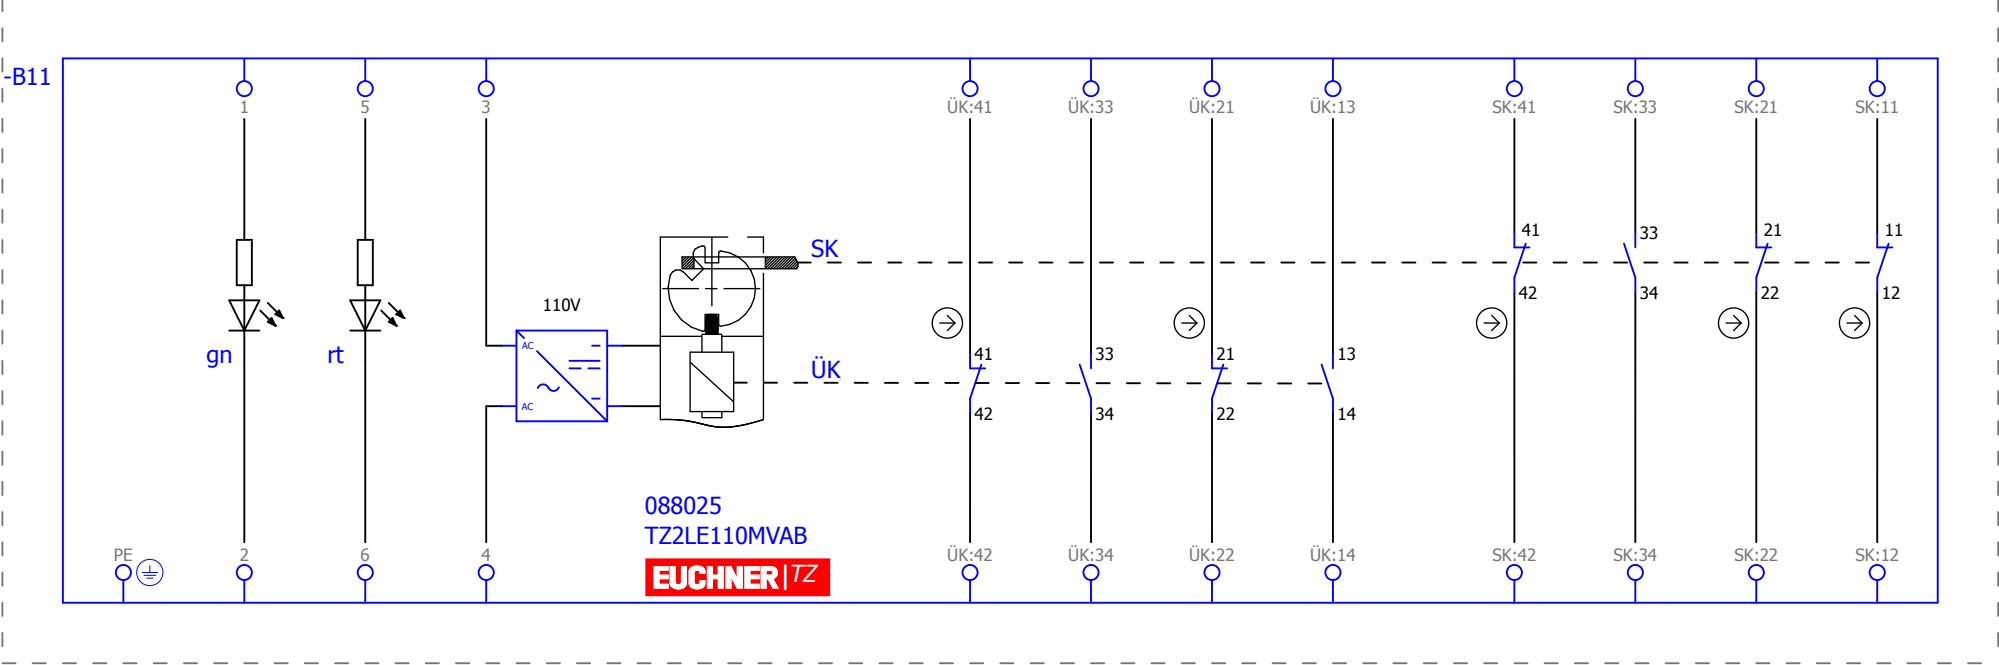 -B11
1
5
3
ÜK:41
ÜK:33
ÜK:21
ÜK:13
SK:41
SK:33
SK:21
SK:11
SK
41
42
33
34
21
22
11
12
110V
AC
AC
gn
rt
ÜK
41
42
33
34
21
22
13
14
088025
TZ2LE110MVAB
EUCHNER|TZ
PE
2
6
4
ÜK:42
ÜK:34
ÜK:22
ÜK:14
SK:42
SK:34
SK:22
SK:12